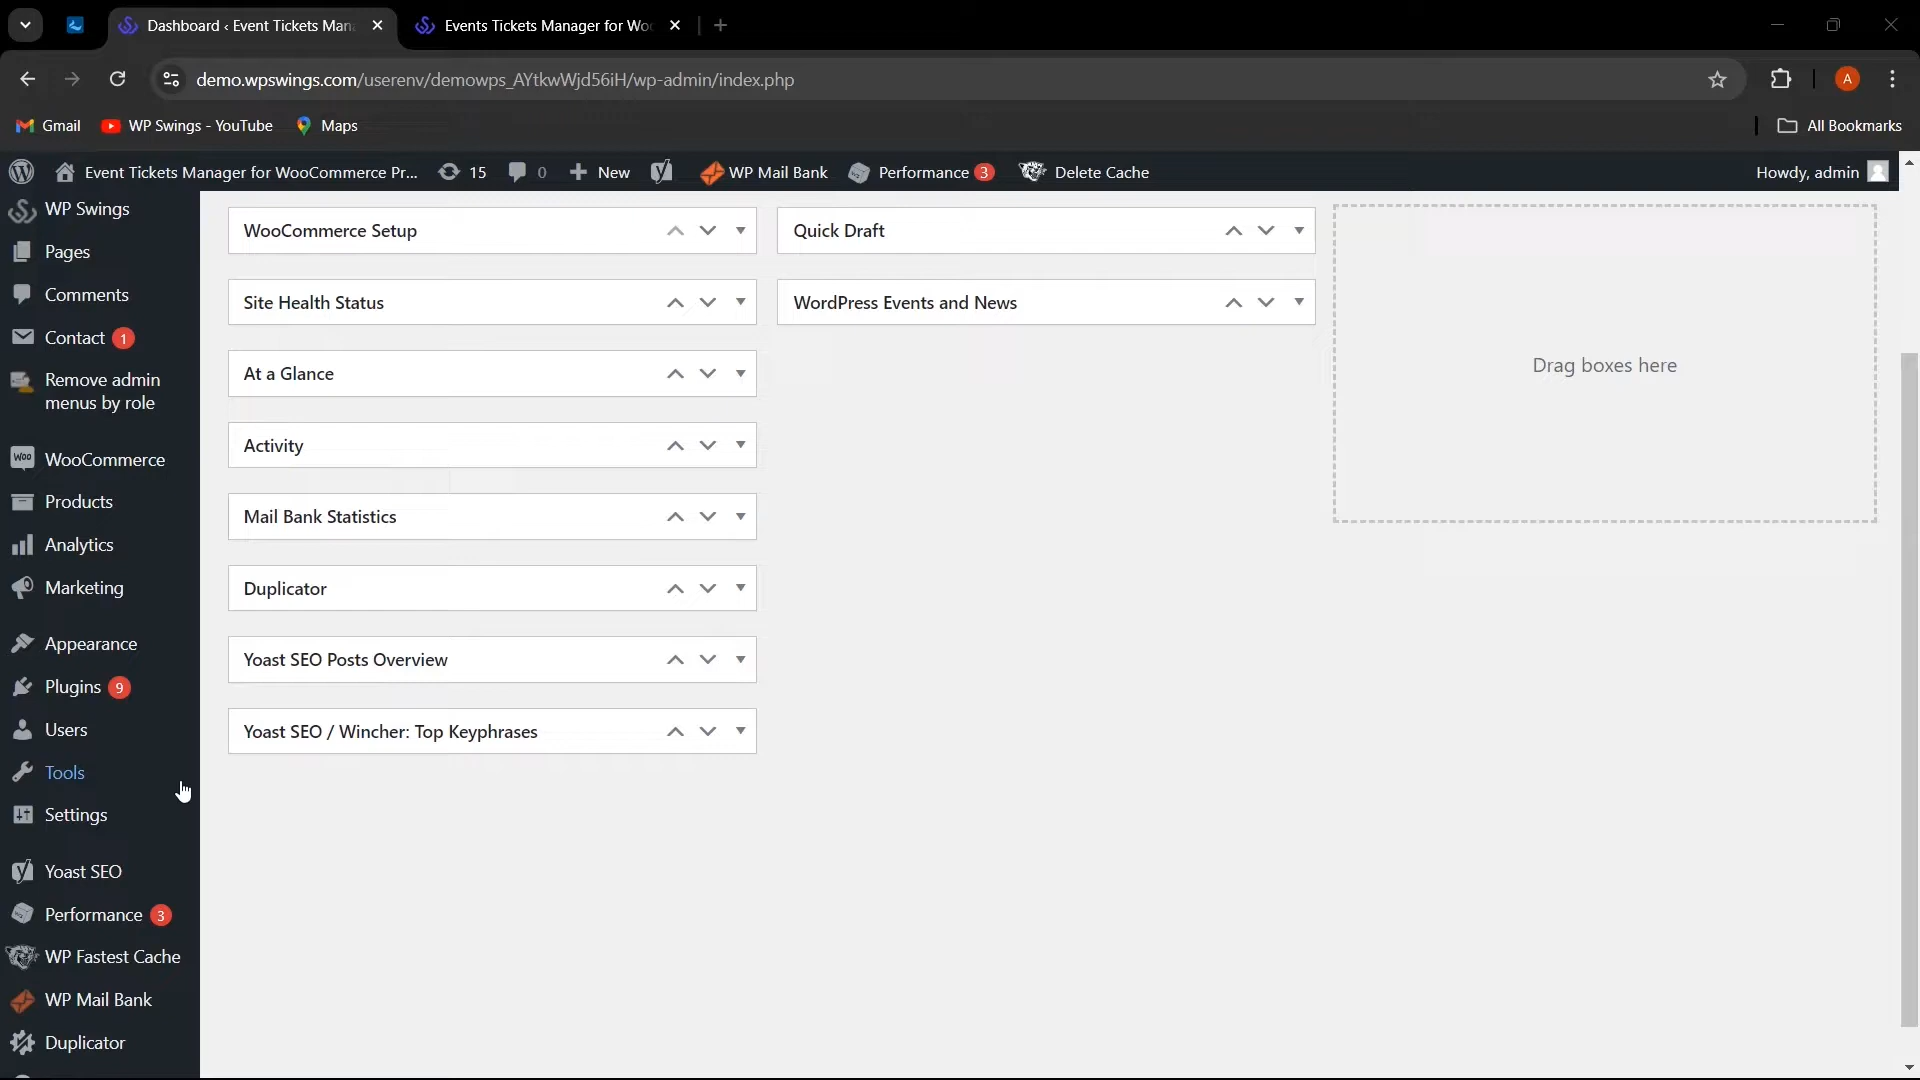 Dashboard ‹ Event Tickets Man
Events Tickets Manager for Wo
demo.wpswings.com/userenv/demowps_AYtkwWjd56iH/wp-admin/index.php
A
Gmail
WP Swings - YouTube
Maps
All Bookmarks
Event Tickets Manager for WooCommerce Pr...
15
0
New
WP Mail Bank
Performance 3
Delete Cache
Howdy, admin
WP Swings
Pages
Comments
Contact 1
Remove admin
menus by role
WooCommerce
Products
Analytics
Marketing
Appearance
Plugins 9
Users
Tools
Settings
Yoast SEO
Performance 3
WP Fastest Cache
WP Mail Bank
Duplicator
WooCommerce Setup
Site Health Status
At a Glance
Activity
Mail Bank Statistics
Duplicator
Yoast SEO Posts Overview
Yoast SEO / Wincher: Top Keyphrases
Quick Draft
WordPress Events and News
Drag boxes here